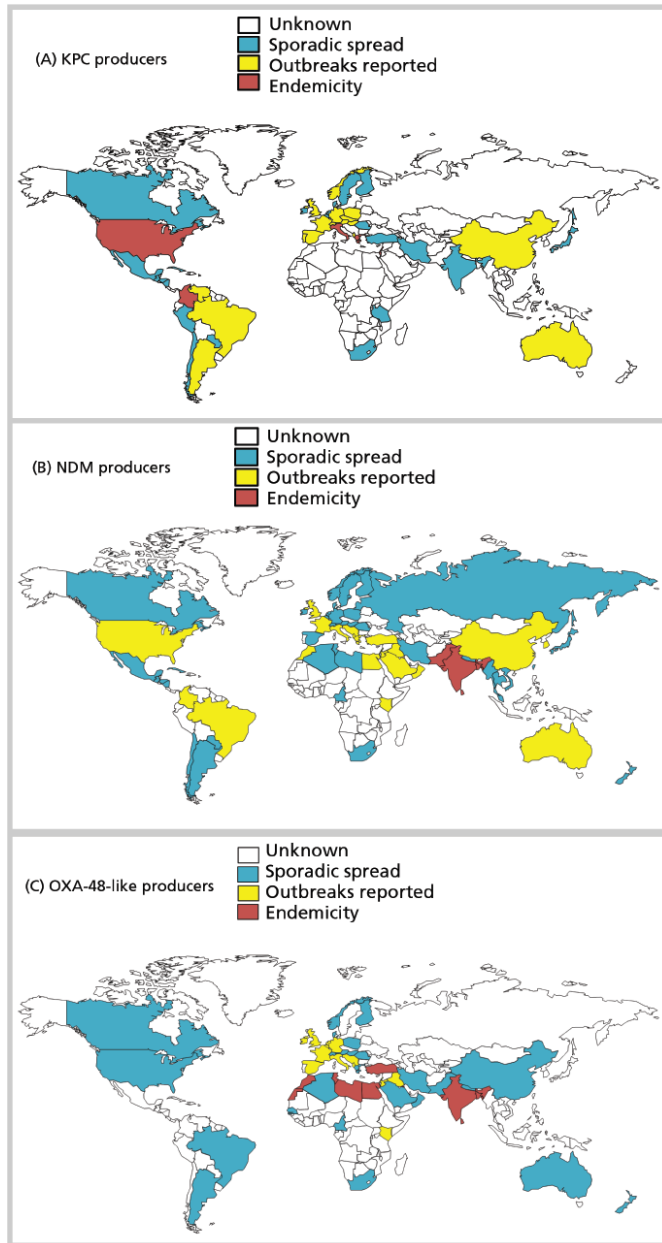 Unknown
Sporadic spread
(A) KPC producers
Outbreaks reported
Endemicity
Unknown
Sporadic spread
(B) NDM producers
Outbreaks reported
Endemicity
Unknown
Sporadic spread
(C) OXA-48-like producers
Outbreaks reported
Endemicity